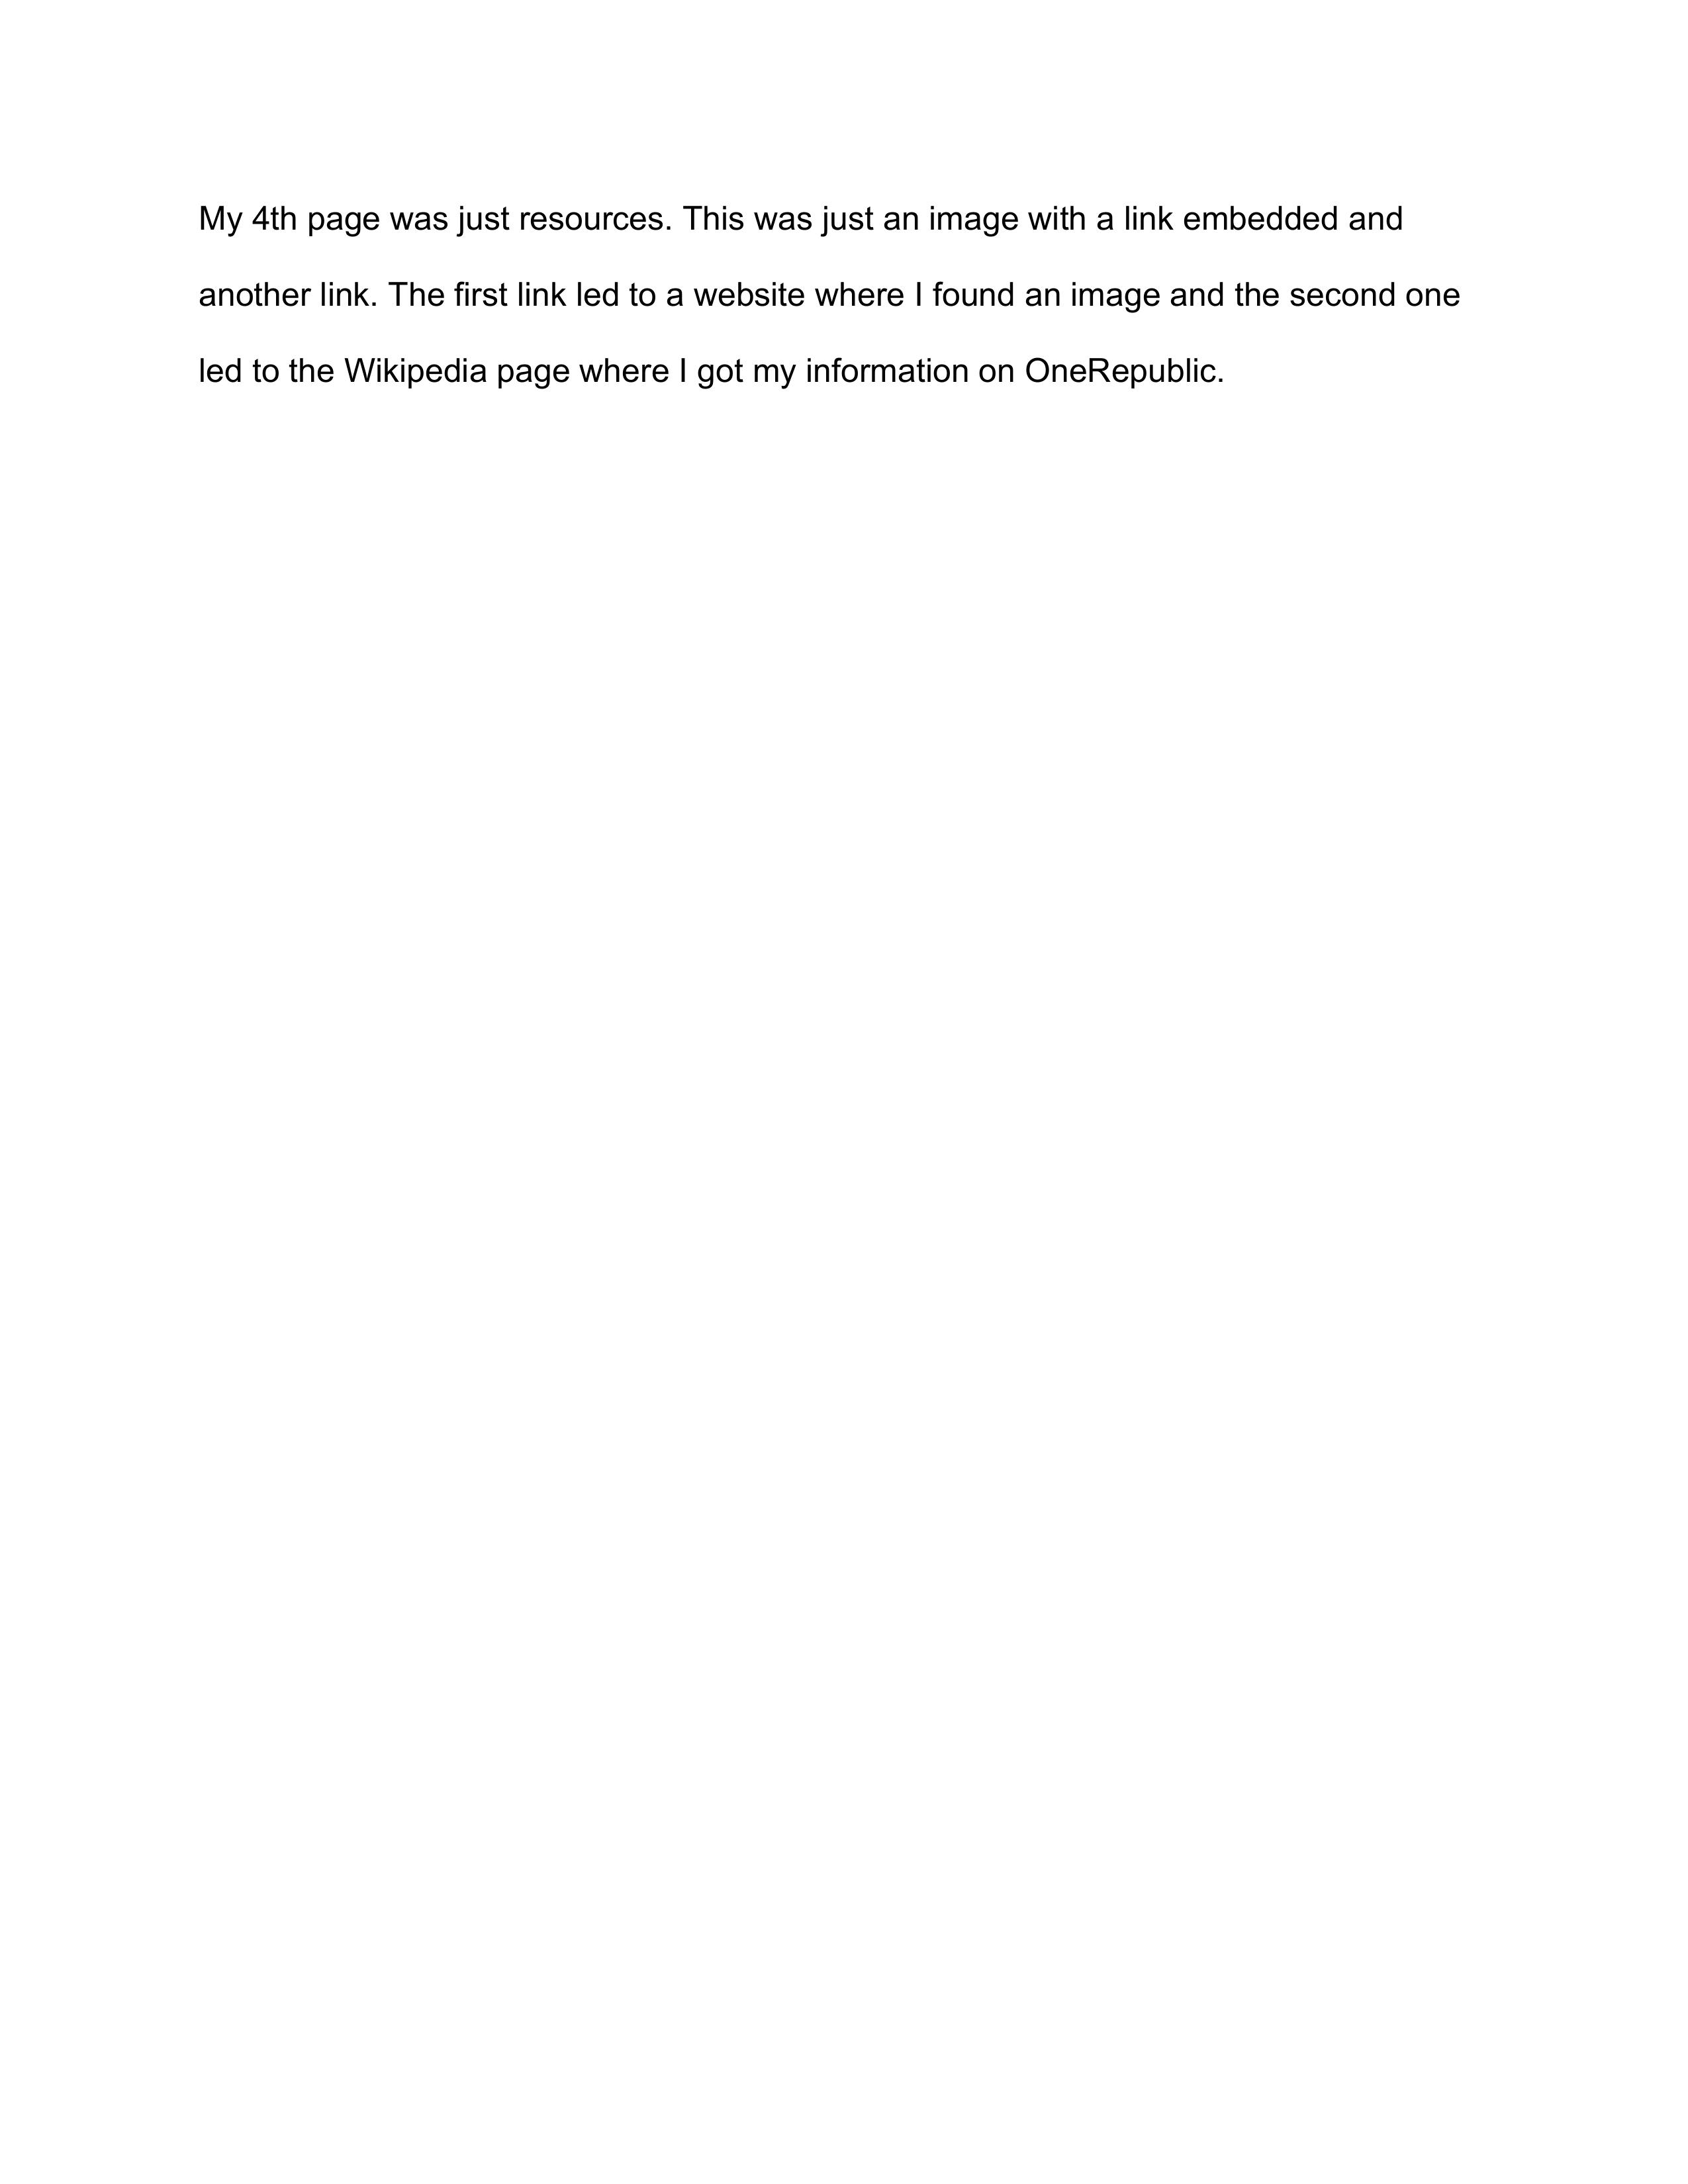 My 4th page was just resources. This was just an image with a link embedded and
another link. The first link led to a website where I found an image and the second one
led to the Wikipedia page where I got my information on OneRepublic.